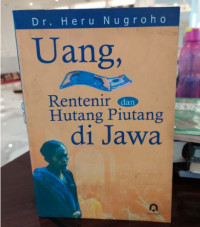 Dr. Heru Nugroho
Uang,
Rentenir dan
Hutang Piutang
di Jawa